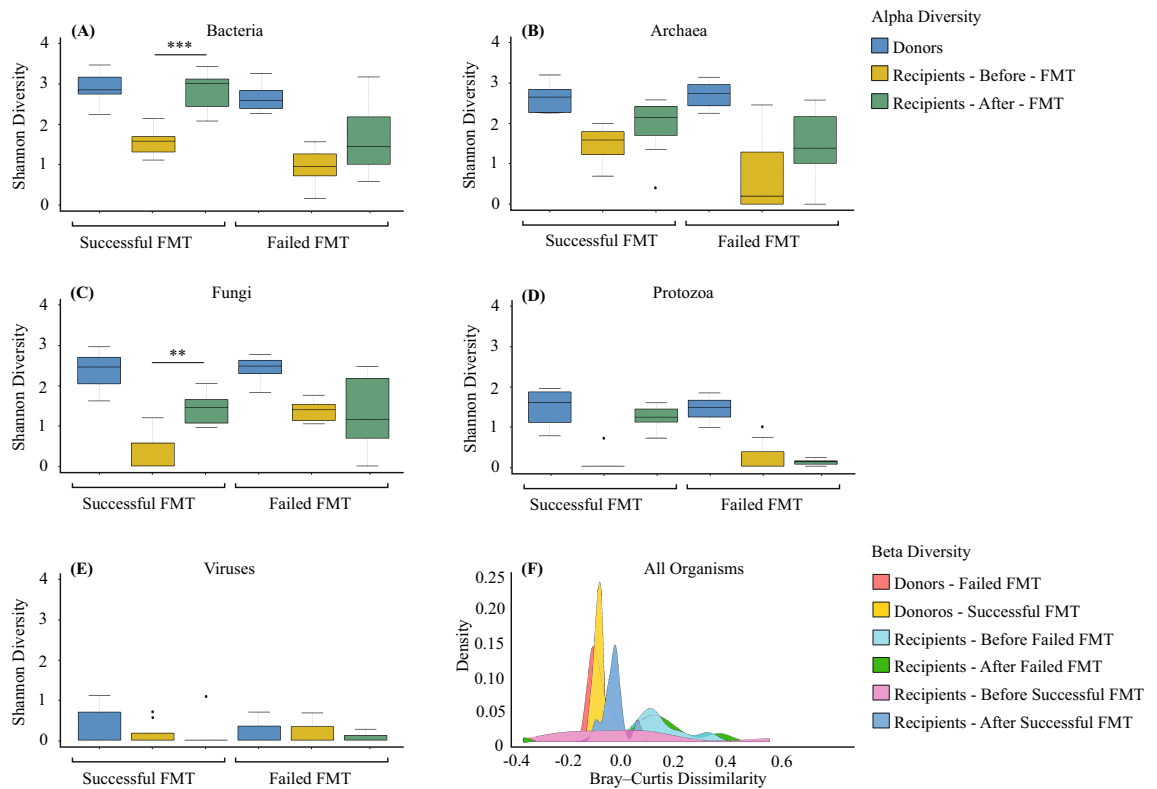 (A) Bacteria
Shannon Diversity
4
3
2
1
0
***
Successful FMT Failed FMT
(B) Archaea
Shannon Diversity
4
3
2
1
0
Successful FMT Failed FMT
Alpha Diversity
Donors
Recipients - Before - FMT
Recipients - After - FMT
(C) Fungi
Shannon Diversity
4
3
2
1
0
**
Successful FMT Failed FMT
(D) Protozoa
Shannon Diversity
4
3
2
1
0
Successful FMT Failed FMT
(E) Viruses
Shannon Diversity
4
3
2
1
0
Successful FMT Failed FMT
(F) All Organisms
Density
0.25
0.20
0.15
0.10
0.05
0
-0.4 -0.2 0.0 0.2 0.4 0.6
Bray–Curtis Dissimilarity
Beta Diversity
Donors - Failed FMT
Donoros - Successful FMT
Recipients - Before Failed FMT
Recipients - After Failed FMT
Recipients - Before Successful FMT
Recipients - After Successful FMT